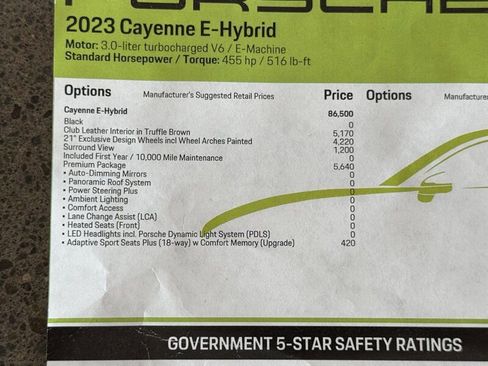 PORSCHE
2023 Cayenne E-Hybrid
Motor: 3.0-liter turbocharged V6 / E-Machine
Standard Horsepower / Torque: 455 hp / 516 lb-ft
Options Manufacturer's Suggested Retail Prices Price Options Manufacturer
Cayenne E-Hybrid 86,500
Black 0
Club Leather Interior in Truffle Brown 5,170
21" Exclusive Design Wheels incl Wheel Arches Painted 4,220
Surround View 1,200
Included First Year / 10,000 Mile Maintenance 0
Premium Package 5,640
• Auto-Dimming Mirrors 0
• Panoramic Roof System 0
• Power Steering Plus 0
• Ambient Lighting 0
• Comfort Access 0
• Lane Change Assist (LCA) 0
• Heated Seats (Front) 0
• LED Headlights incl. Porsche Dynamic Light System (PDLS) 0
• Adaptive Sport Seats Plus (18-way) w Comfort Memory (Upgrade) 420
GOVERNMENT 5-STAR SAFETY RATINGS